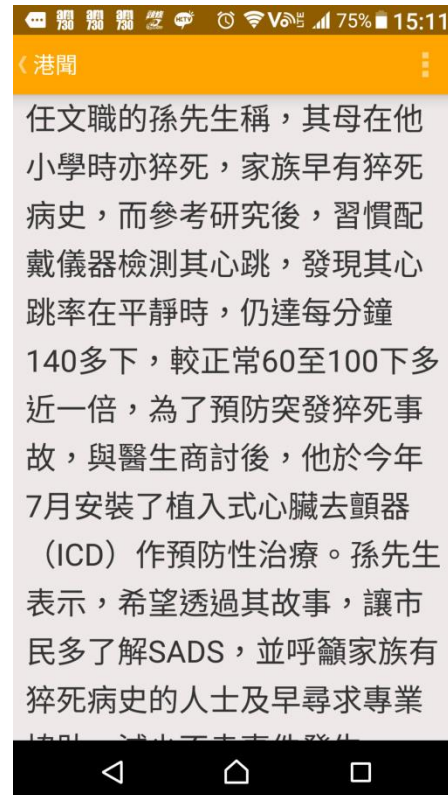 75% 15:11
港聞
任文職的孫先生稱，其母在他
小學時亦猝死，家族早有猝死
病史，而參考研究後，習慣配
戴儀器檢測其心跳，發現其心
跳率在平靜時，仍達每分鐘
140多下，較正常60至100下多
近一倍，為了預防突發猝死事
故，與醫生商討後，他於今年
7月安裝了植入式心臟去顫器
（ICD）作預防性治療。孫先生
表示，希望透過其故事，讓市
民多了解SADS，並呼籲家族有
猝死病史的人士及早尋求專業